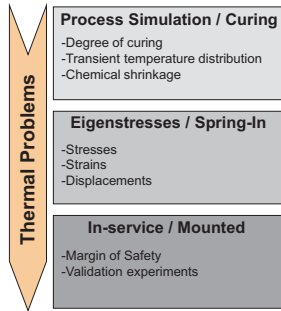 Thermal Problems
Process Simulation / Curing
-Degree of curing
-Transient temperature distribution
-Chemical shrinkage
Eigenstresses / Spring-In
-Stresses
-Strains
-Displacements
In-service / Mounted
-Margin of Safety
-Validation experiments